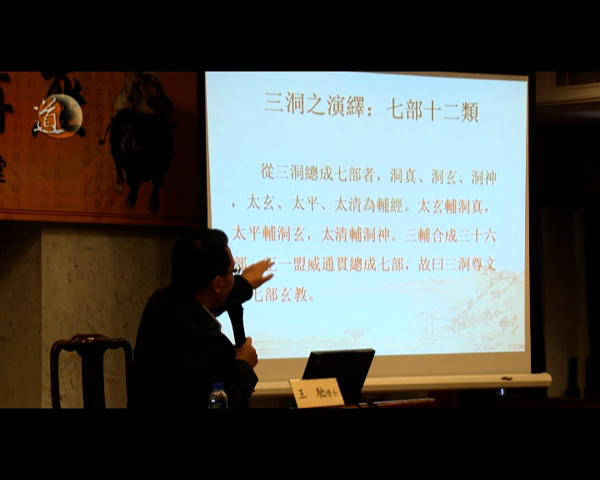 道
三洞之演繹：七部十二類
從三洞總成七部者，洞真、洞玄、洞神
，太玄、太平、太清為輔經。太玄輔洞真，
太平輔洞玄，太清輔洞神。三輔合成三十六
部，正一盟威通貫總成七部，故曰三洞尊文
七部玄教。
王 馳博士